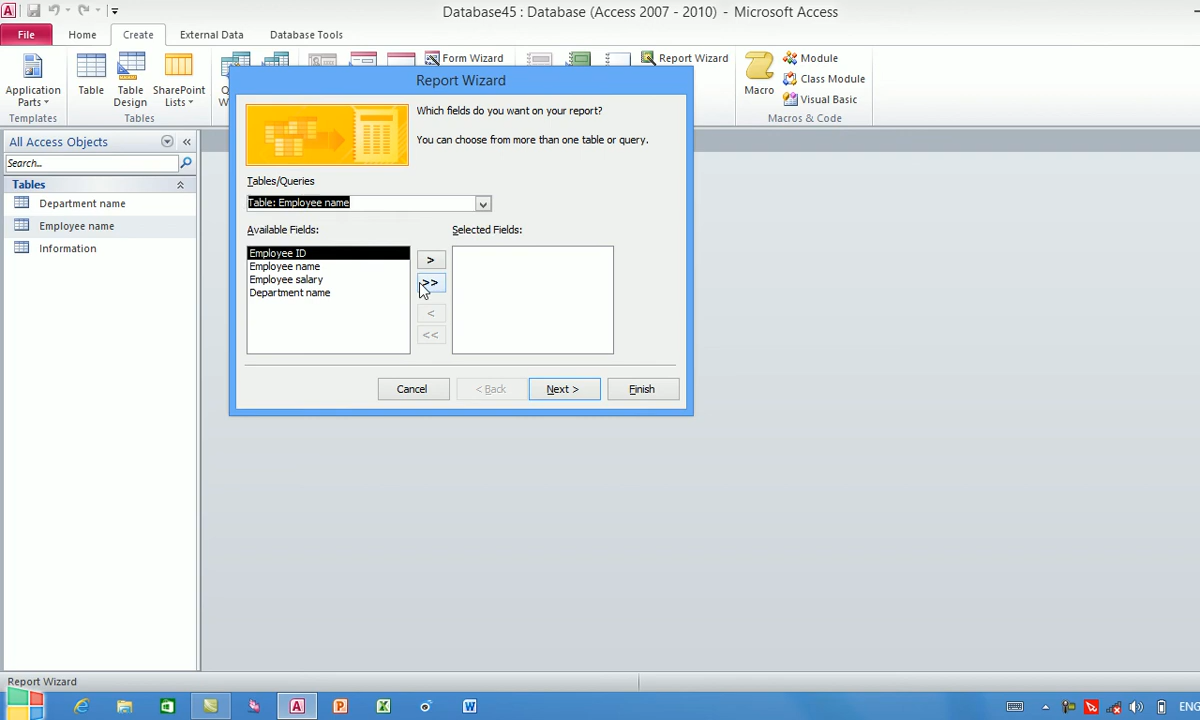 Database45 : Database (Access 2007 - 2010) - Microsoft Access
File Home Create External Data Database Tools
Application Parts
Table
Table Design
SharePoint Lists
Form Wizard
Report Wizard
Macro
Module
Class Module
Visual Basic
Templates
Tables
Macros & Code
All Access Objects
Search...
Tables
Department name
Employee name
Information
Report Wizard
Which fields do you want on your report?
You can choose from more than one table or query.
Tables/Queries
Table: Employee name
Available Fields:
Selected Fields:
Employee ID
Employee name
Employee salary
Department name
>
>>
<
<<
Cancel
< Back
Next >
Finish
Report Wizard
ENG